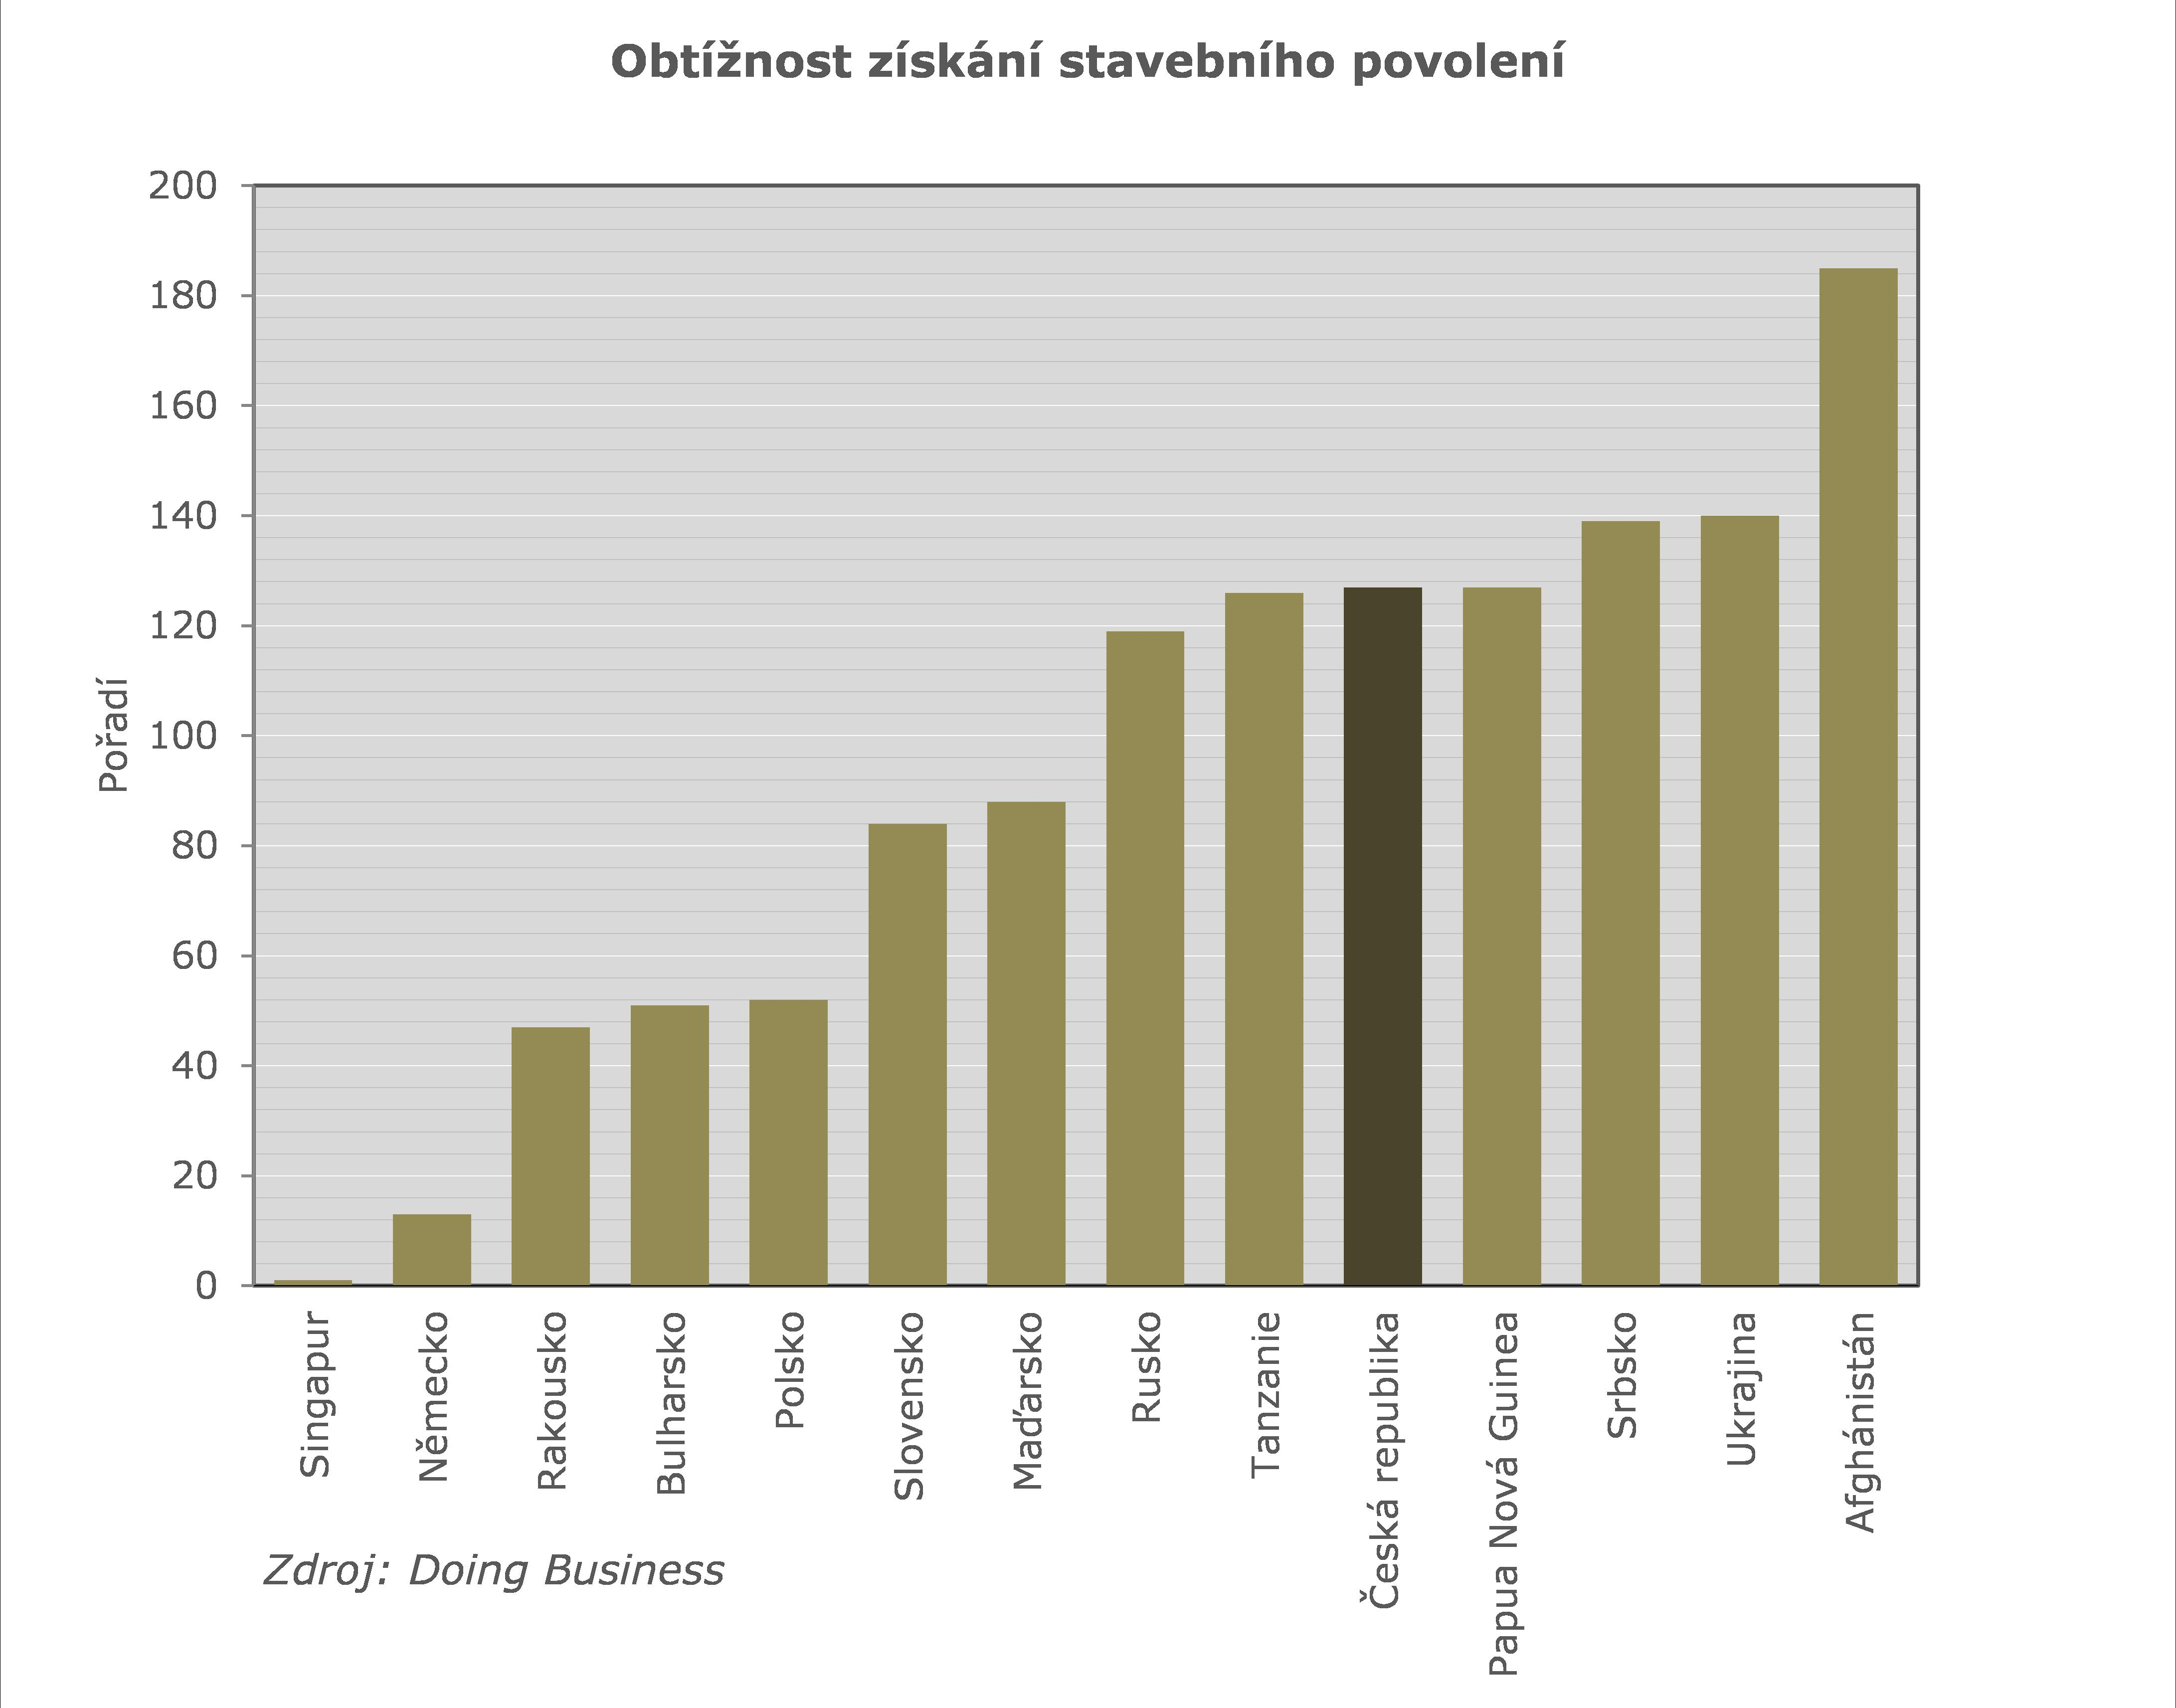 Obtížnost získání stavebního povolení
200
180
160
140
120
100
80
60
40
20
0
Pořadí
Singapur
Německo
Rakousko
Bulharsko
Polsko
Slovensko
Maďarsko
Rusko
Tanzanie
Česká republika
Papua Nová Guinea
Srbsko
Ukrajina
Afghánistán
Zdroj: Doing Business